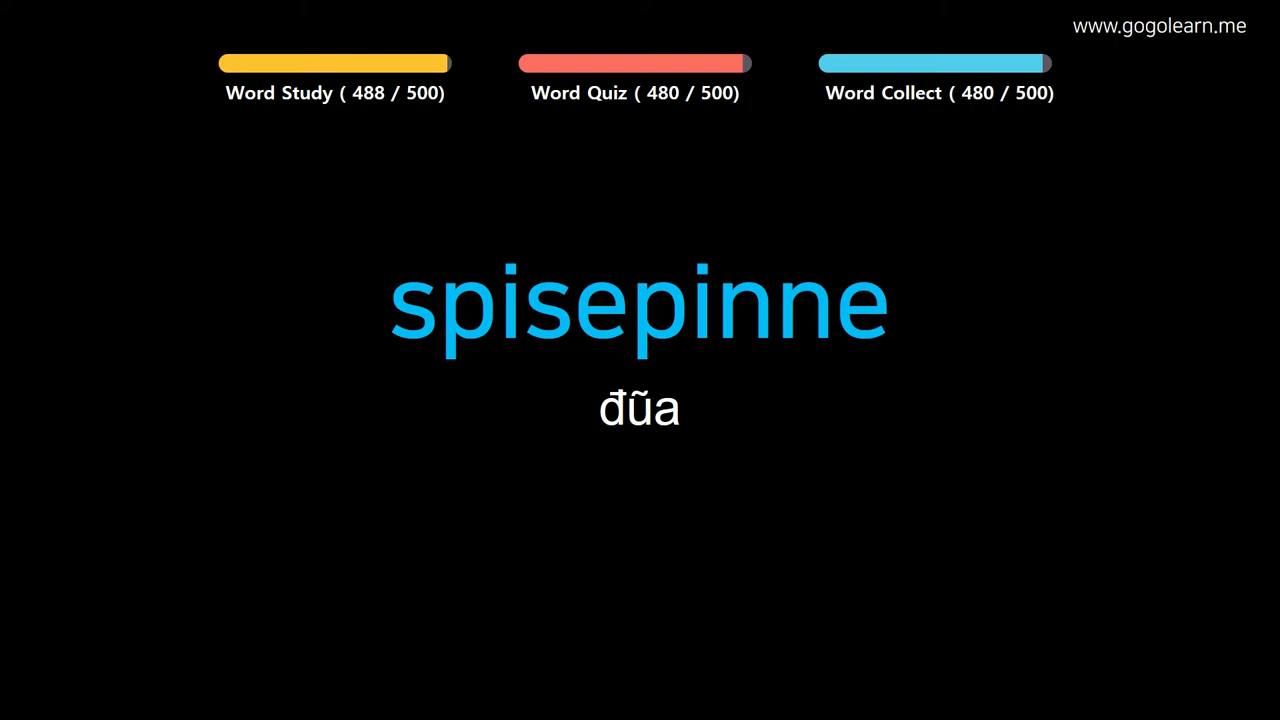 www.gogolearn.me
Word Study ( 488 / 500)
Word Quiz ( 480 / 500)
Word Collect ( 480 / 500)
spisepinne
đũa